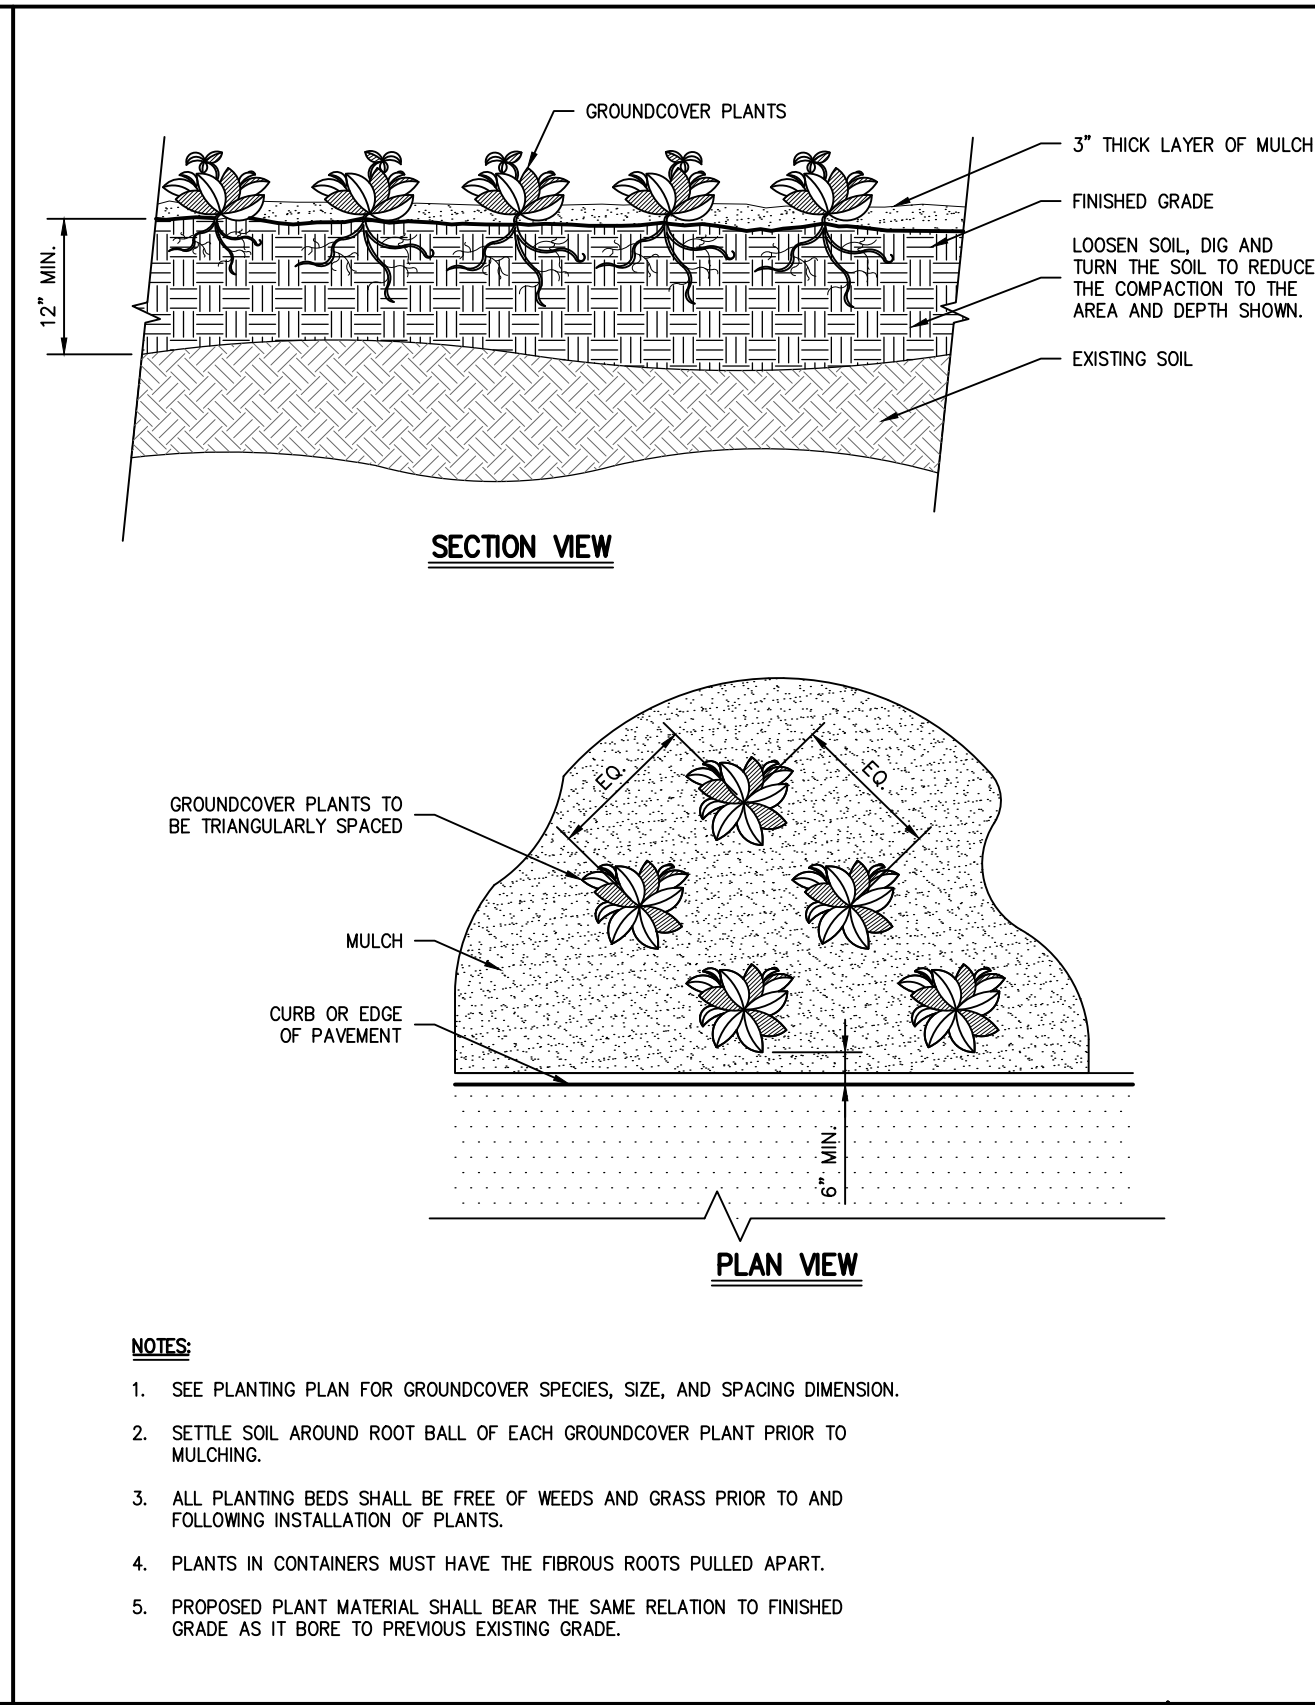 GROUNDCOVER PLANTS
3" THICK LAYER OF MULCH
FINISHED GRADE
LOOSEN SOIL, DIG AND
TURN THE SOIL TO REDUCE
THE COMPACTION TO THE
AREA AND DEPTH SHOWN.
EXISTING SOIL
12" MIN.
SECTION VIEW
EQ.
EQ.
GROUNDCOVER PLANTS TO
BE TRIANGULARLY SPACED
MULCH
CURB OR EDGE
OF PAVEMENT
6" MIN.
PLAN VIEW
NOTES:
1. SEE PLANTING PLAN FOR GROUNDCOVER SPECIES, SIZE, AND SPACING DIMENSION.
2. SETTLE SOIL AROUND ROOT BALL OF EACH GROUNDCOVER PLANT PRIOR TO
MULCHING.
3. ALL PLANTING BEDS SHALL BE FREE OF WEEDS AND GRASS PRIOR TO AND
FOLLOWING INSTALLATION OF PLANTS.
4. PLANTS IN CONTAINERS MUST HAVE THE FIBROUS ROOTS PULLED APART.
5. PROPOSED PLANT MATERIAL SHALL BEAR THE SAME RELATION TO FINISHED
GRADE AS IT BORE TO PREVIOUS EXISTING GRADE.